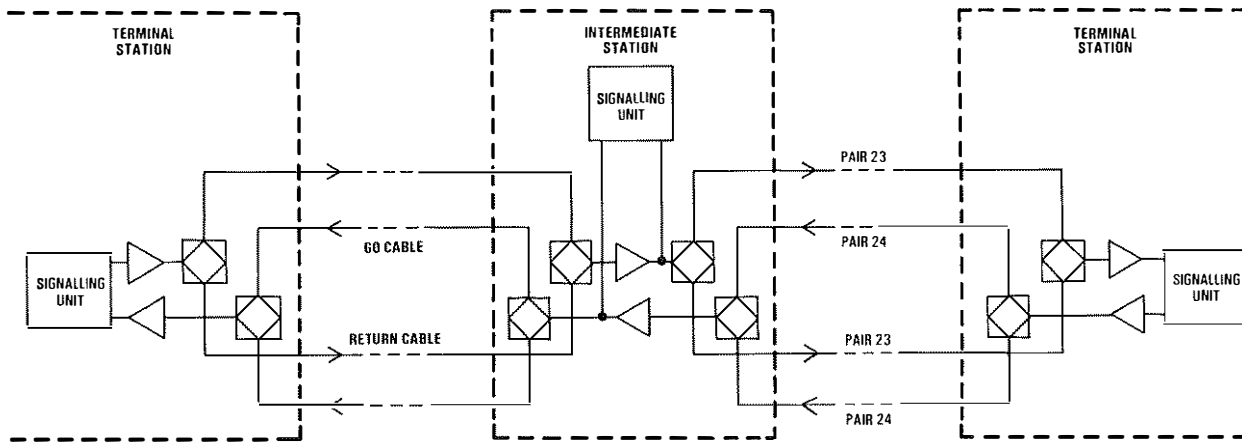 TERMINAL
STATION
INTERMEDIATE
STATION
TERMINAL
STATION
SIGNALLING
UNIT
PAIR 23
GO CABLE
PAIR 24
SIGNALLING
UNIT
SIGNALLING
UNIT
RETURN CABLE
PAIR 23
PAIR 24